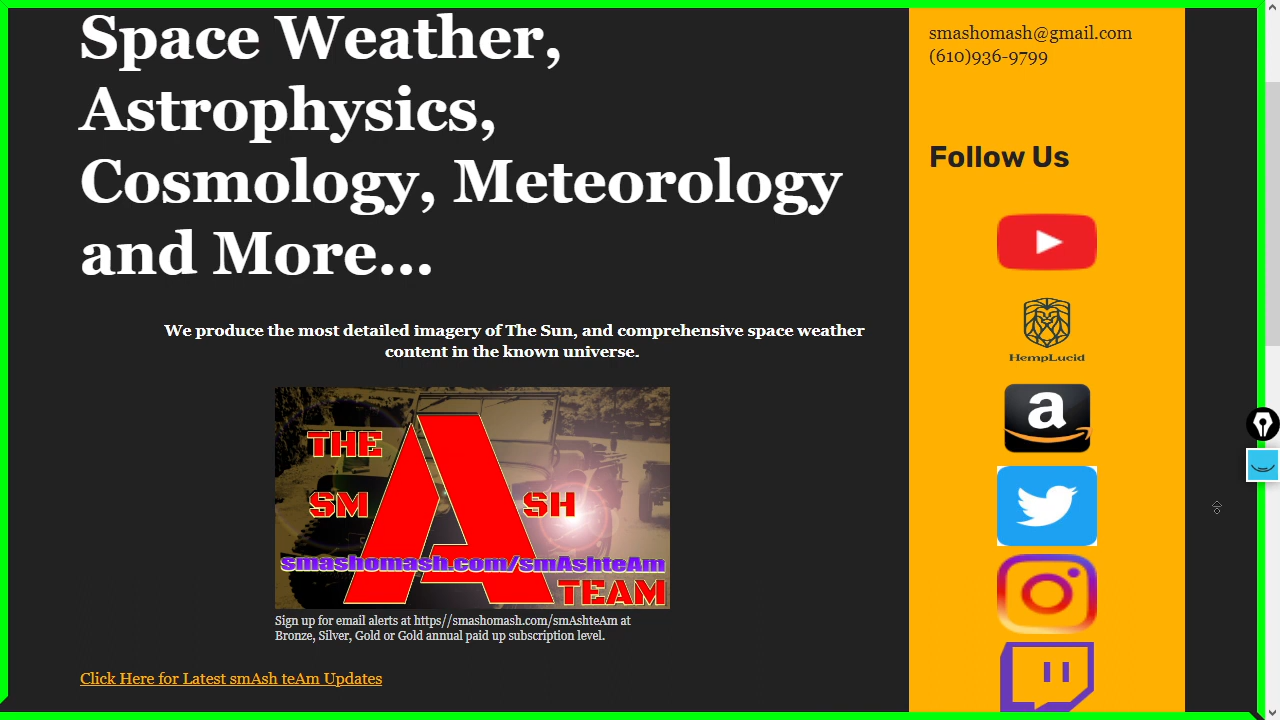 Space Weather,
Astrophysics,
Cosmology, Meteorology
and More...
We produce the most detailed imagery of The Sun, and comprehensive space weather
content in the known universe.
THE
SM A SH
smashomash.com/smAshteAm
TEAM
Sign up for email alerts at https//smashomash.com/smAshteAm at
Bronze, Silver, Gold or Gold annual paid up subscription level.
Click Here for Latest smAsh teAm Updates
smashomash@gmail.com
(610)936-9799
Follow Us
HempLucid
a